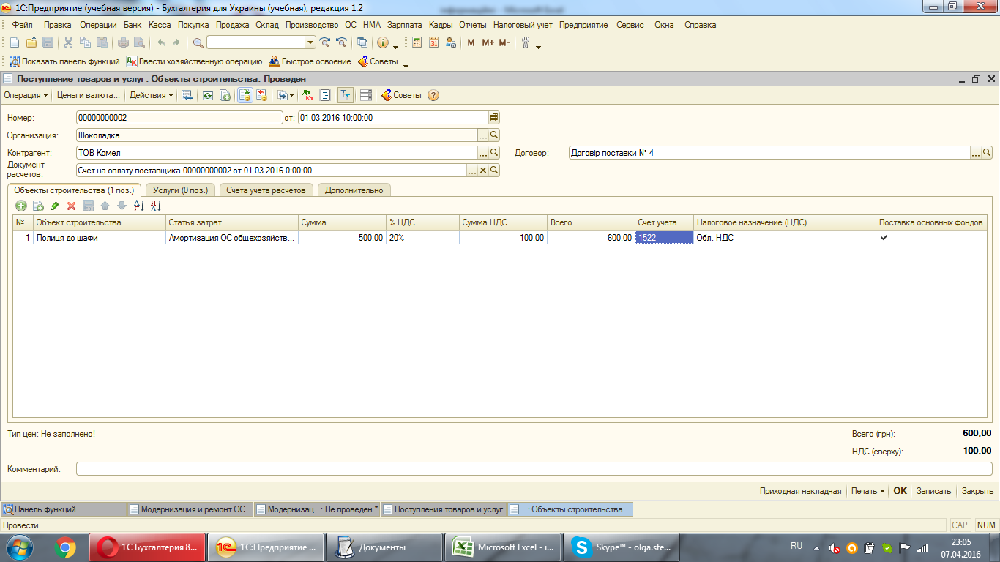 1С:Предприятие (учебная версия) - Бухгалтерия для Украины (учебная), редакция 1.2
інформаційне - Microsoft Excel
Файл Правка Операции Банк Касса Покупка Продажа Склад Производство ОС НМА Зарплата Кадры Отчеты Налоговый учет Предприятие Сервис Окна Справка
M M+ M-
Показать панель функций Ввести хозяйственную операцию Быстрое освоение Советы
Поступление товаров и услуг: Объекты строительства. Проведен
Операция Цены и валюта... Действия Советы
Номер: 00000000002 от: 01.03.2016 10:00:00
Организация: Шоколадка
Контрагент: ТОВ Комел Договор: Договір поставки № 4
Документ расчетов: Счет на оплату поставщика 00000000002 от 01.03.2016 0:00:00
Объекты строительства (1 поз.) Услуги (0 поз.) Счета учета расчетов Дополнительно
№ Объект строительства Статья затрат Сумма % НДС Сумма НДС Всего Счет учета Налоговое назначение (НДС) Поставка основных фондов
1 Полиця до шафи Амортизация ОС общехозяйств... 500,00 20% 100,00 600,00 1522 Обл. НДС
Тип цен: Не заполнено! Всего (грн): 600,00
НДС (сверху): 100,00
Комментарий:
Приходная накладная Печать OK Записать Закрыть
Панель функций Модернизация и ремонт ОС Модернизац...: Не проведен * Поступления товаров и услуг ...: Объекты строительства...
Провести CAP NUM
1С Бухгалтерия 8... 1С:Предприятие ... Документы Microsoft Excel - і... Skype™ - olga.ste... RU 23:05
07.04.2016